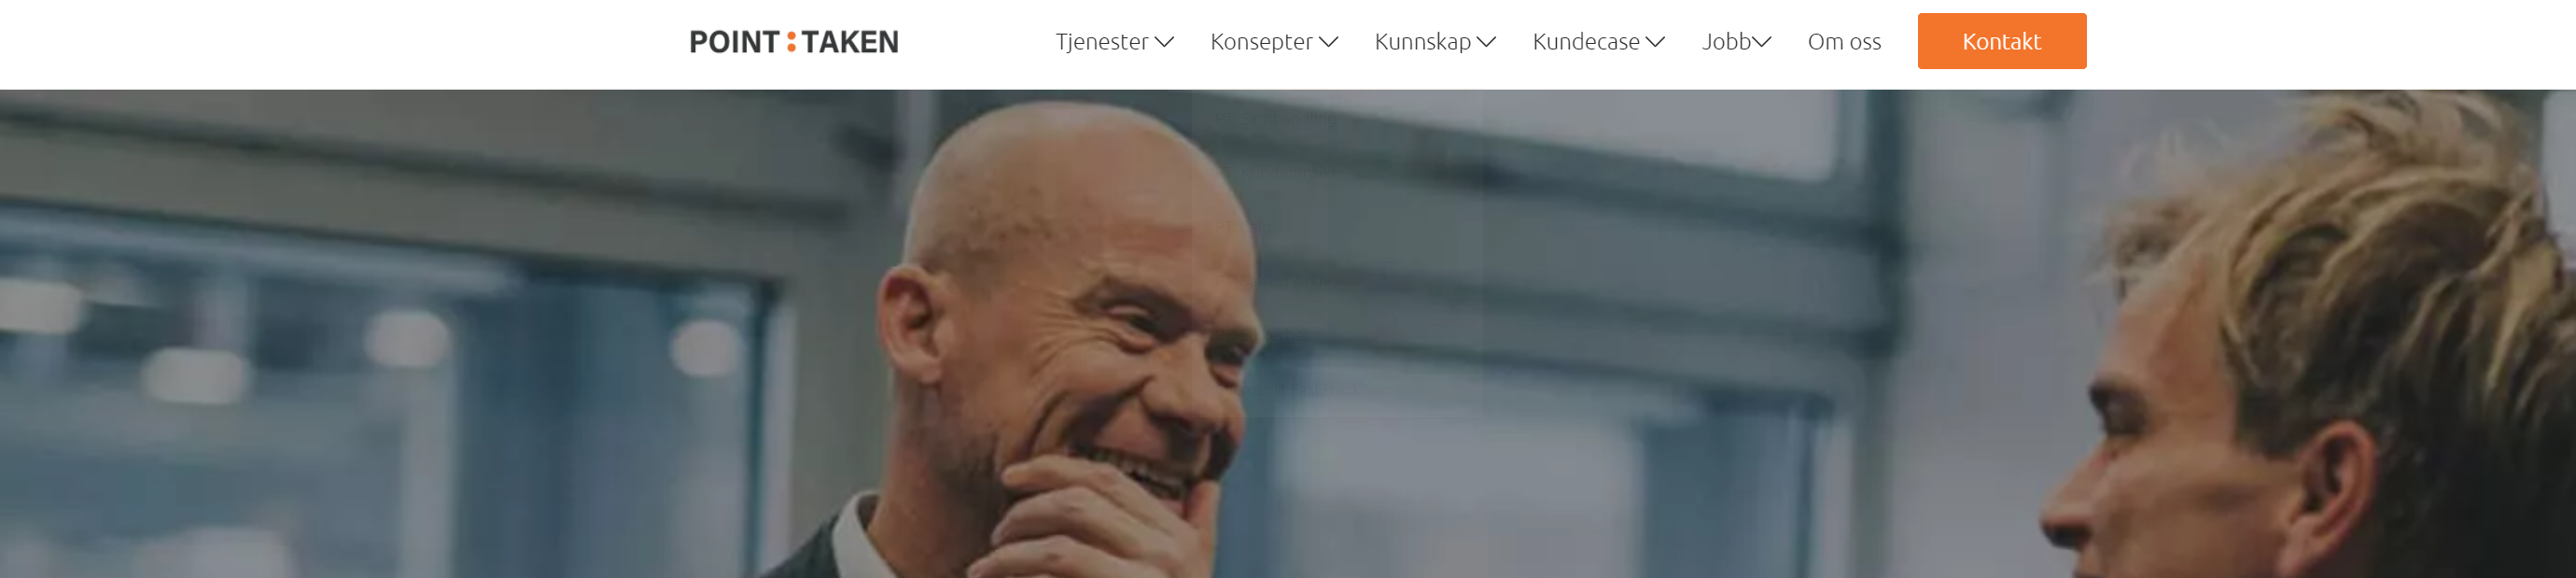 POINT:TAKEN Tjenester Konsepter Kunnskap Kundecase Jobb Om oss Kontakt